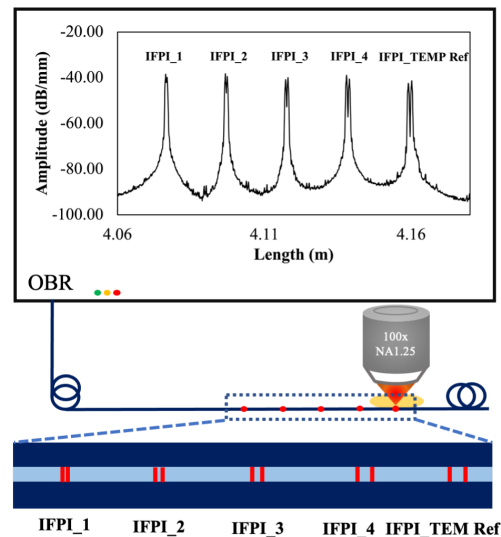 -20.00
IFPI_1 IFPI_2 IFPI_3 IFPI_4 IFPI_TEMP Ref
-40.00
-60.00
-80.00
-100.00
Amplitude (dB/mm)
4.06 4.11 4.16
Length (m)
OBR
100x
NA1.25
IFPI_1 IFPI_2 IFPI_3 IFPI_4 IFPI_TEM Ref